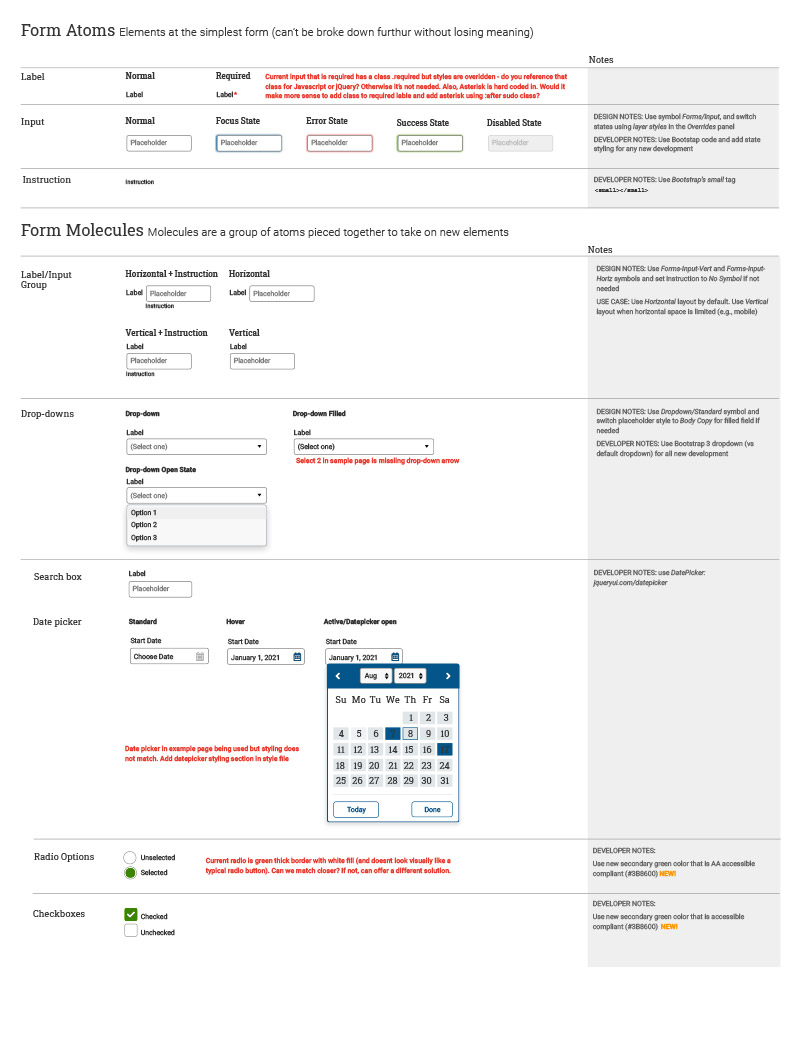 Form Atoms Elements at the simplest form (can't be broke down furthur without losing meaning)
Notes
Label
Normal
Required
Label
Label*
Current input that is required has a class .required but styles are overidden - do you reference that
class for Javascript or jQuery? Otherwise it's not needed. Also, Asterisk is hard coded in. Would it
make more sense to add class to required lable and add asterisk using :after sudo class?
Input
Normal
Focus State
Error State
Success State
Disabled State
Placeholder
Placeholder
Placeholder
Placeholder
Placeholder
DESIGN NOTES: Use symbol Forms/Input, and switch
states using layer styles in the Overrides panel
DEVELOPER NOTES: Use Bootstap code and add state
styling for any new development
Instruction
Instruction
DEVELOPER NOTES: Use Bootstrap's small tag
<small></small>
Form Molecules Molecules are a group of atoms pieced together to take on new elements
Notes
Label/Input
Group
Horizontal + Instruction
Horizontal
Label
Placeholder
Label
Placeholder
Instruction
Vertical + Instruction
Vertical
Label
Label
Placeholder
Placeholder
Instruction
DESIGN NOTES: Use Forms-Input-Vert and Forms-Input-
Horiz symbols and set Instruction to No Symbol if not
needed
USE CASE: Use Horizontal layout by default. Use Vertical
layout when horizontal space is limited (e.g., mobile)
Drop-downs
Drop-down
Drop-down Filled
Label
Label
(Select one)
(Select one)
Select 2 in sample page is missiing drop-down arrow
Drop-down Open State
Label
(Select one)
Option 1
Option 2
Option 3
DESIGN NOTES: Use Dropdown/Standard symbol and
switch placeholder style to Body Copy for filled field if
needed
DEVELOPER NOTES: Use Bootstrap 3 dropdown (vs
default dropdown) for all new development
Search box
Label
Placeholder
DEVELOPER NOTES: use DatePicker:
jqueryui.com/datepicker
Date picker
Standard
Hover
Active/Datepicker open
Start Date
Start Date
Start Date
Choose Date
January 1, 2021
January 1, 2021
Aug
2021
Su Mo Tu We Th Fr Sa
1 2 3
4 5 6 7 8 9 10
11 12 13 14 15 16 17
18 19 20 21 22 23 24
25 26 27 28 29 30 31
Today
Done
Date picker in example page being used but styling does
not match. Add datepicker styling section in style file
Radio Options
Unselected
Selected
Current radio is green thick border with white fill (and doesnt look visually like a
typical radio button). Can we match closer? If not, can offer a different solution.
DEVELOPER NOTES:
Use new secondary green color that is AA accessible
compliant (#3B8600) NEW!
Checkboxes
Checked
Unchecked
DEVELOPER NOTES:
Use new secondary green color that is accessible
compliant (#3B8600) NEW!